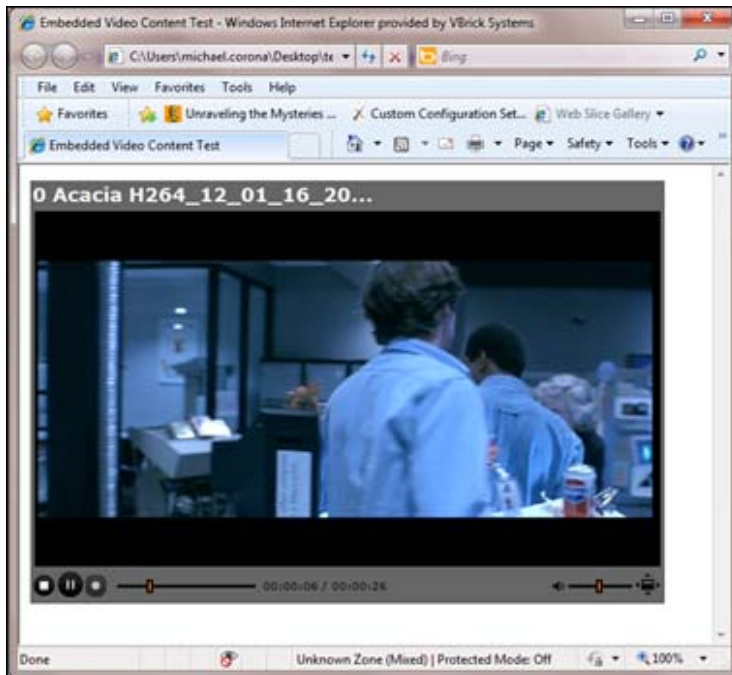 Embedded Video Content Test - Windows Internet Explorer provided by VBrick Systems
C:\Users\michael.corona\Desktop\te
Bing
File Edit View Favorites Tools Help
Favorites Unraveling the Mysteries ... Custom Configuration Set... Web Slice Gallery
Embedded Video Content Test
Page Safety Tools
0 Acacia H264_12_01_16_20...
00:00:06 / 00:00:26
Done
Unknown Zone (Mixed) | Protected Mode: Off
100%